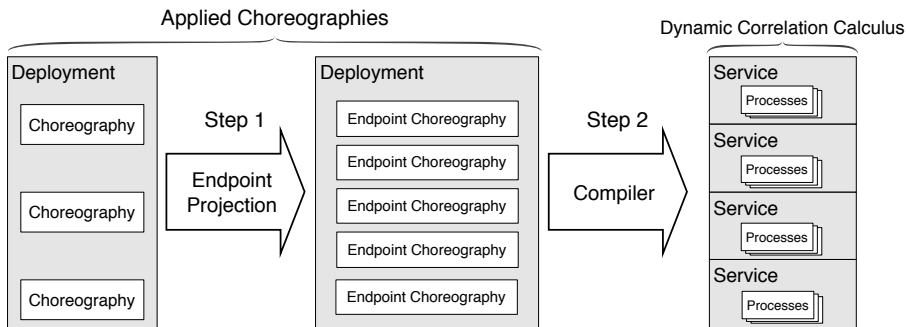 Applied Choreographies
Dynamic Correlation Calculus
Deployment
Choreography
Choreography
Choreography
Step 1
Endpoint
Projection
Deployment
Endpoint Choreography
Endpoint Choreography
Endpoint Choreography
Endpoint Choreography
Endpoint Choreography
Step 2
Compiler
Service
Processes
Service
Processes
Service
Processes
Service
Processes